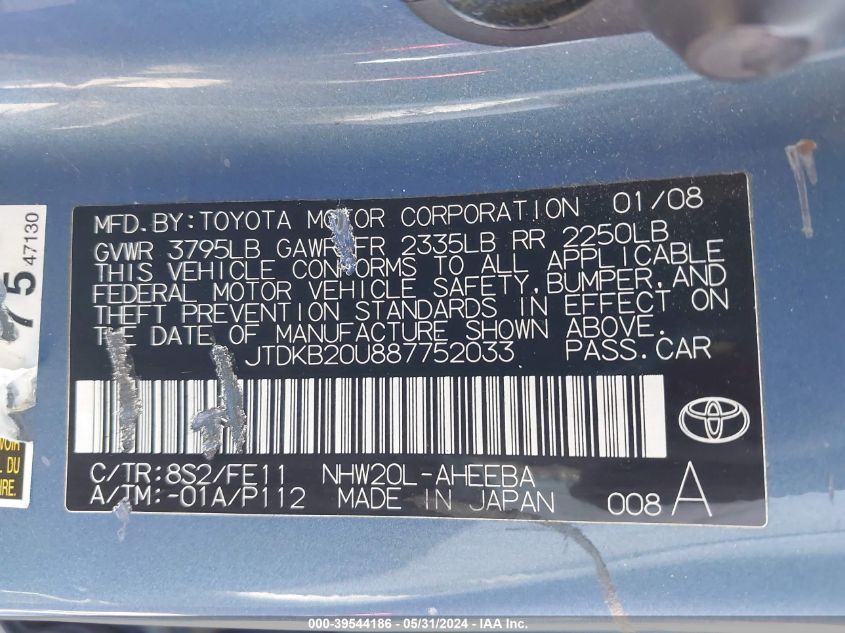 MFD.BY:TOYOTA MOTOR CORPORATION 01/08
GVWR 3795LB GAWR FR 2335LB RR 2250LB
THIS VEHICLE CONFORMS TO ALL APPLICABLE
FEDERAL MOTOR VEHICLE SAFETY,BUMPER,AND
THEFT PREVENTION STANDARDS IN EFFECT ON
THE DATE OF MANUFACTURE SHOWN ABOVE.
JTDKB20U887752033 PASS.CAR
C/TR:8S2/FE11 NHW20L-AHEEBA
A/TM:-01A/P112 MADE IN JAPAN 008 A
75
47130
IRE.
000-39544186 - 05/31/2024 - IAA Inc.